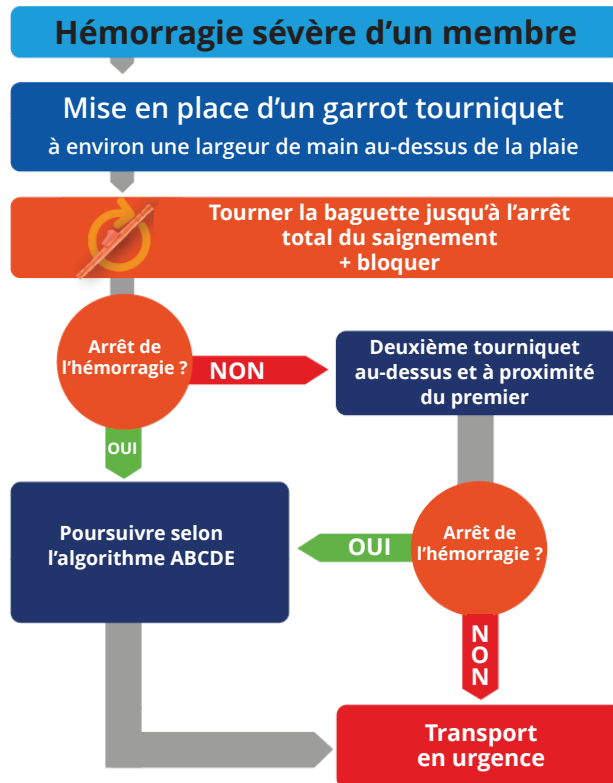 Hémorragie sévère d’un membre
Mise en place d’un garrot tourniquet
à environ une largeur de main au-dessus de la plaie
Tourner la baguette jusqu’à l’arrêt
total du saignement
+ bloquer
Arrêt de
l’hémorragie ?
NON
Deuxième tourniquet
au-dessus et à proximité
du premier
OUI
Poursuivre selon
l’algorithme ABCDE
OUI
Arrêt de
l’hémorragie ?
N
O
N
Transport
en urgence